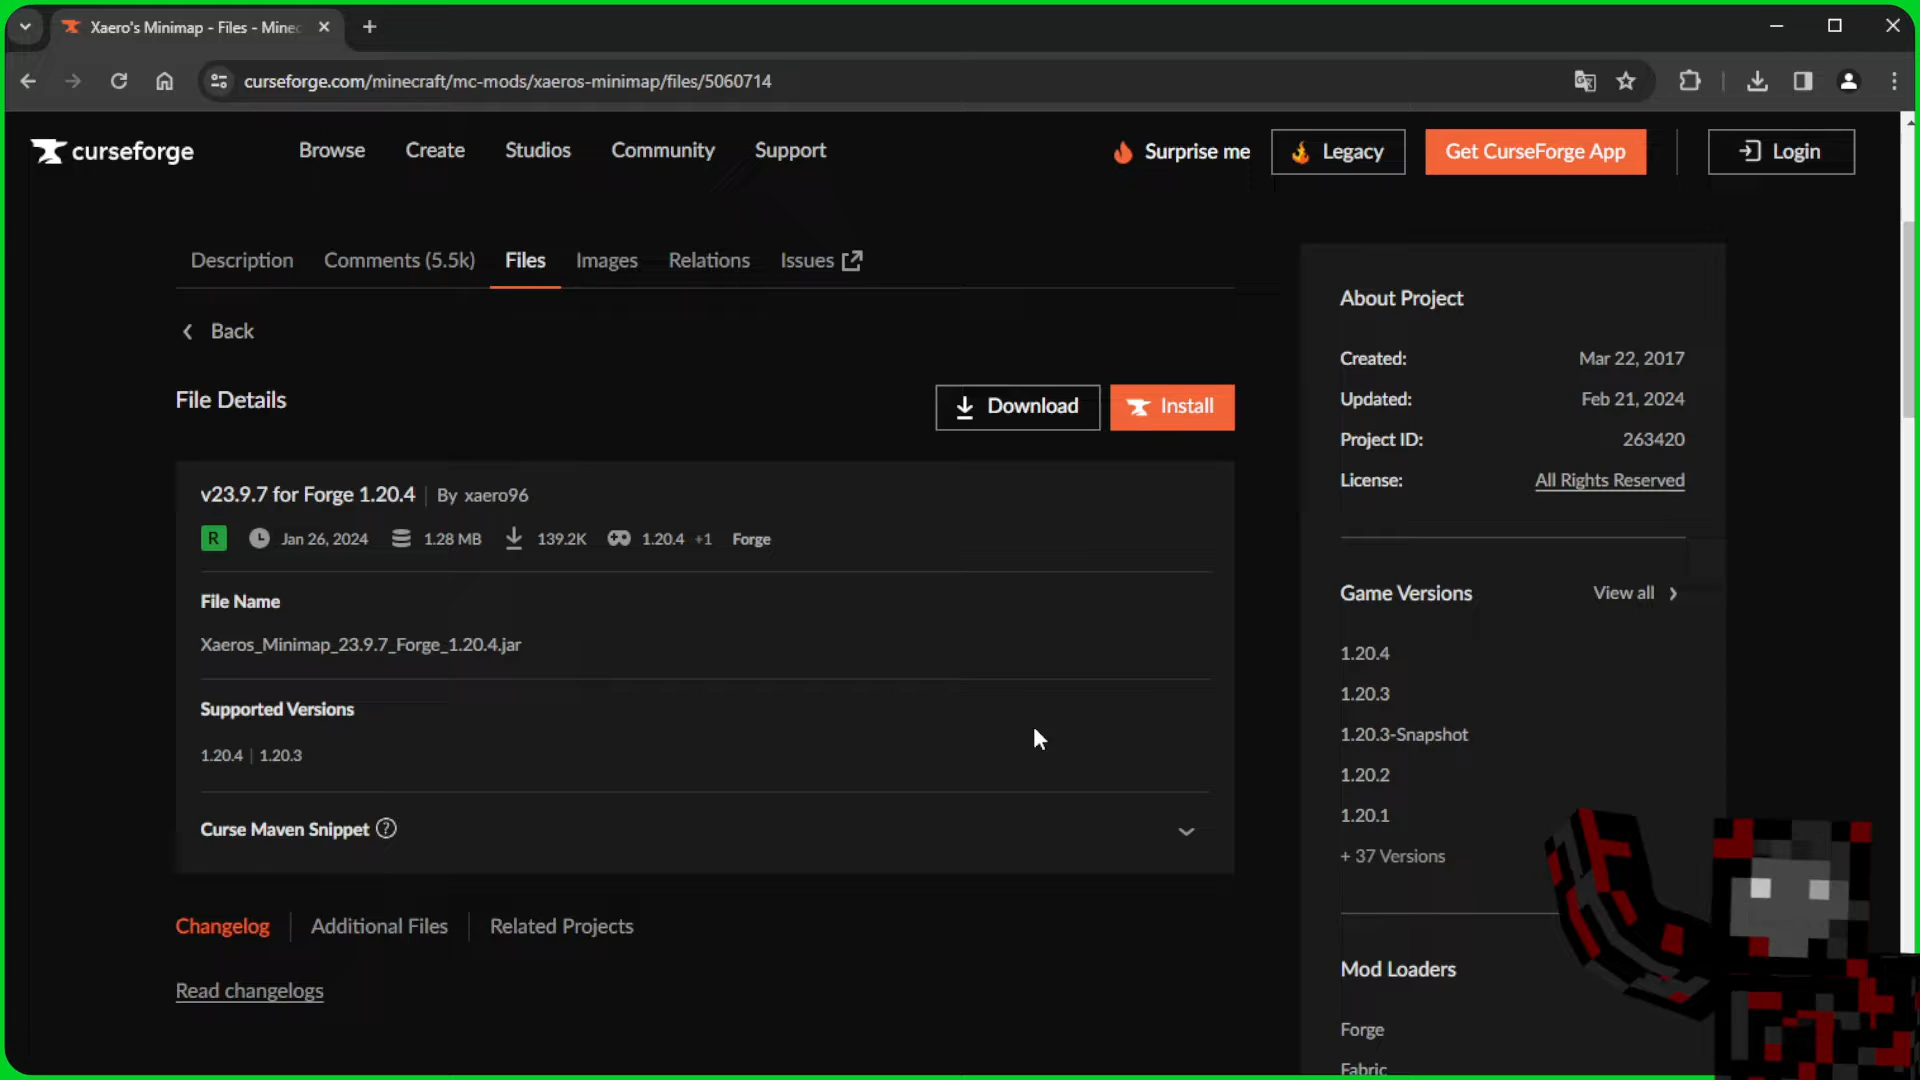 Xaero's Minimap - Files - Minec
curseforge.com/minecraft/mc-mods/xaeros-minimap/files/5060714
curseforge
Browse
Create
Studios
Community
Support
Surprise me
Legacy
Get CurseForge App
Login
Description
Comments (5.5k)
Files
Images
Relations
Issues
Back
File Details
Download
Install
v23.9.7 for Forge 1.20.4 | By xaero96
R
Jan 26, 2024
1.28 MB
139.2K
1.20.4 +1
Forge
File Name
Xaeros_Minimap_23.9.7_Forge_1.20.4.jar
Supported Versions
1.20.4 | 1.20.3
Curse Maven Snippet ?
Changelog
Additional Files
Related Projects
Read changelogs
About Project
Created: Mar 22, 2017
Updated: Feb 21, 2024
Project ID: 263420
License: All Rights Reserved
Game Versions
View all
1.20.4
1.20.3
1.20.3-Snapshot
1.20.2
1.20.1
+ 37 Versions
Mod Loaders
Forge
Fabric